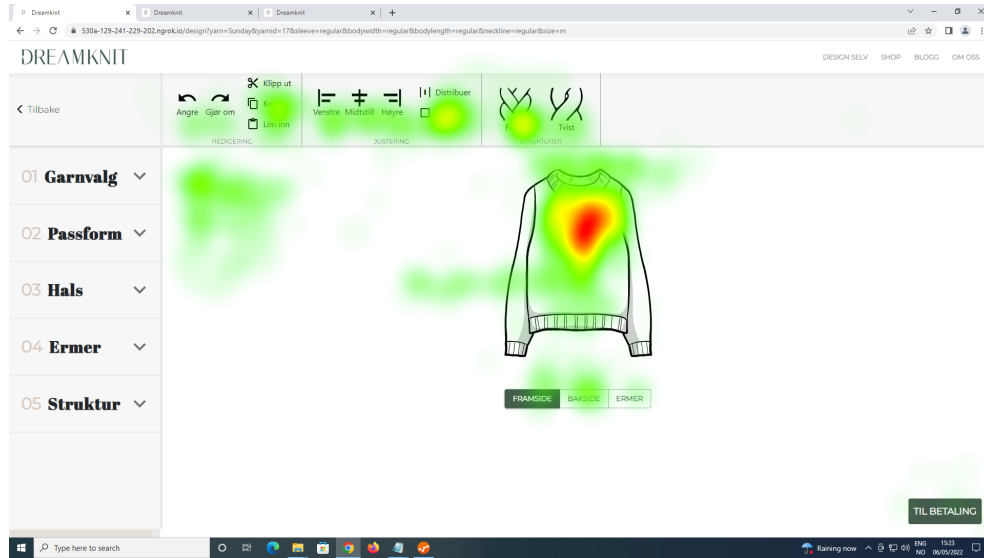 Dreamknit
Dreamknit
Dreamknit
530a-129-241-229-202.ngrok.io/design?yarn=Sunday&yarnid=17&sleeve=regular&bodywidth=regular&bodylength=regular&neckline=regular&size=m
DREAMKNIT
DESIGN SELV SHOP BLOGG OM OSS
Tilbake
Angre Gjør om
Klipp ut
Lim inn
REDIGERING
Venstre Midtstill Høyre
Distribuer
JUSTERING
Tvist
STRUKTURER
01 Garnvalg
02 Passform
03 Hals
04 Ermer
05 Struktur
FRAMSIDE BAKSIDE ERMER
TIL BETALING
Type here to search
Raining now
ENG
NO
15:23
06/05/2022